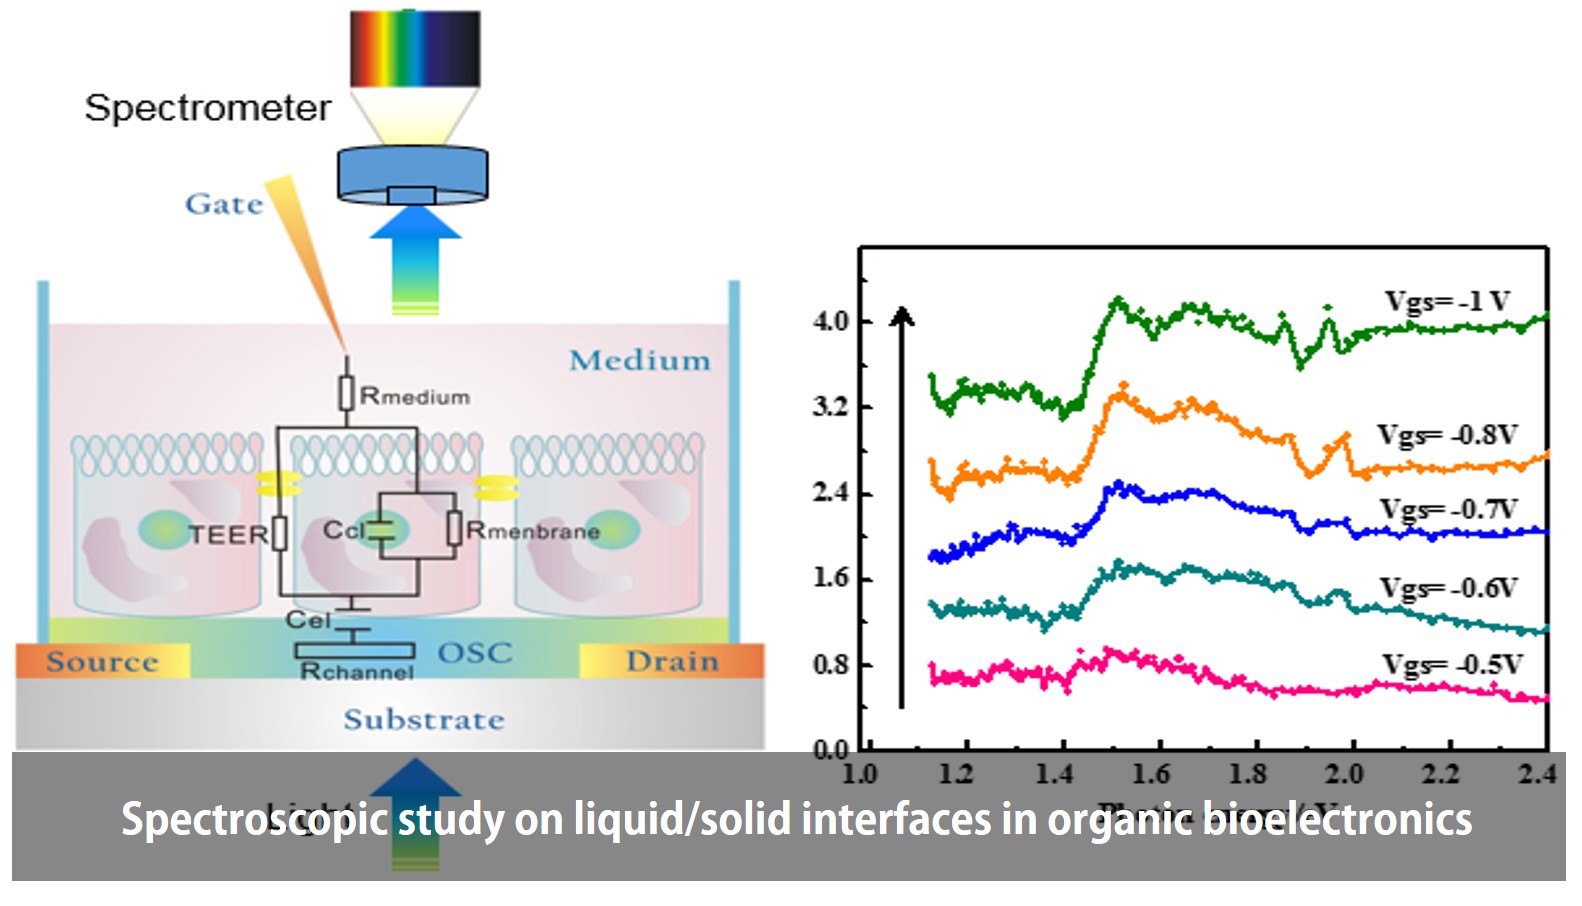 Spectrometer
Gate
Medium
Rmedium
TEER
Ccl
Rmenbrane
Cel
OSC
Source
Drain
Rchannel
Substrate
Light
4.0
3.2
2.4
1.6
0.8
0.0
Vgs= -1 V
Vgs= -0.8V
Vgs= -0.7V
Vgs= -0.6V
Vgs= -0.5V
1.0 1.2 1.4 1.6 1.8 2.0 2.2 2.4
Spectroscopic study on liquid/solid interfaces in organic bioelectronics